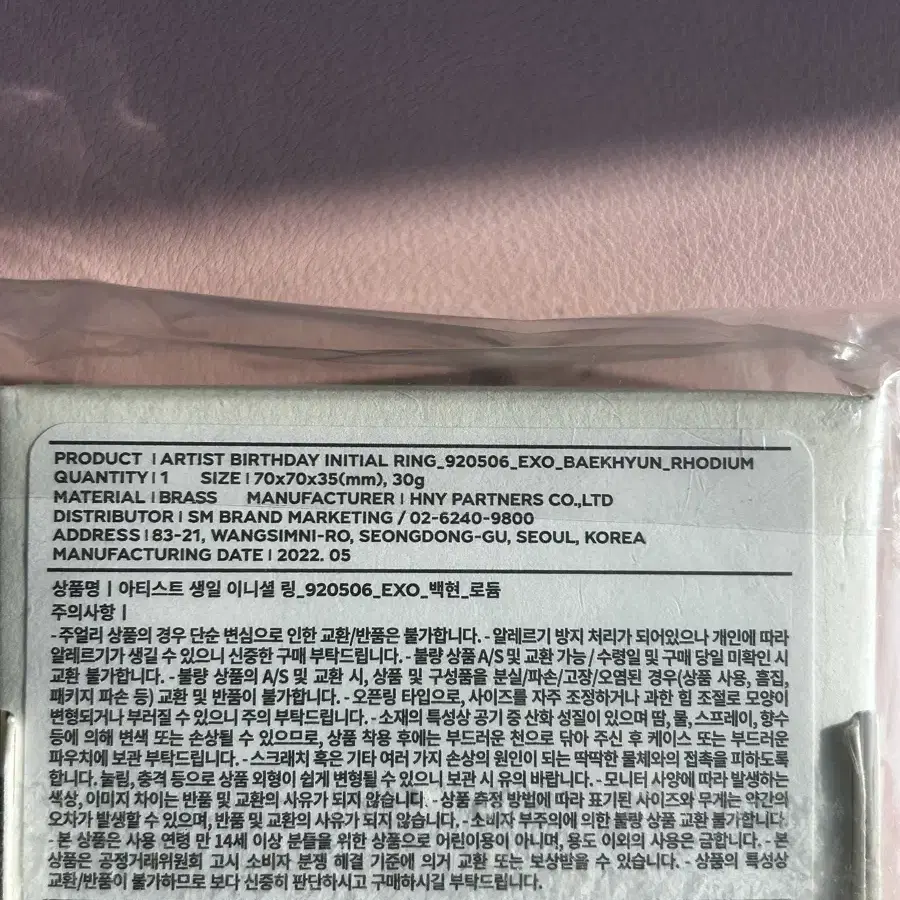 PRODUCT | ARTIST BIRTHDAY INITIAL RING_920506_EXO_BAEKHYUN_RHODIUM
QUANTITY | 1 SIZE | 70x70x35(mm), 30g
MATERIAL | BRASS MANUFACTURER | HNY PARTNERS CO.,LTD
DISTRIBUTOR | SM BRAND MARKETING / 02-6240-9800
ADDRESS | 83-21, WANGSIMNI-RO, SEONGDONG-GU, SEOUL, KOREA
MANUFACTURING DATE | 2022. 05
상품명 | 아티스트 생일 이니셜 링_920506_EXO_백현_로듐
주의사항 |
- 주얼리 상품의 경우 단순 변심으로 인한 교환/반품은 불가합니다. - 알레르기 방지 처리가 되어있으나 개인에 따라
알레르기가 생길 수 있으니 신중한 구매 부탁드립니다. - 불량 상품 A/S 및 교환 가능 / 수령일 및 구매 당일 미확인 시
교환 불가합니다. - 불량 상품의 A/S 및 교환 시, 상품 및 구성품을 분실/파손/고장/오염된 경우(상품 사용, 흠집,
패키지 파손 등) 교환 및 반품이 불가합니다. - 오픈링 타입으로, 사이즈를 자주 조정하거나 과한 힘 조절로 모양이
변형되거나 부러질 수 있으니 주의 부탁드립니다. - 소재의 특성상 공기 중 산화 성질이 있으며 땀, 물, 스프레이, 향수
등에 의해 변색 또는 손상될 수 있으므로, 상품 착용 후에는 부드러운 천으로 닦아 주신 후 케이스 또는 부드러운
파우치에 보관 부탁드립니다. - 스크래치 혹은 기타 여러 가지 손상의 원인이 되는 딱딱한 물체와의 접촉을 피하도록
합니다. 눌림, 충격 등으로 상품 외형이 쉽게 변형될 수 있으니 보관 시 유의 바랍니다. - 모니터 사양에 따라 발생하는
색상, 이미지 차이는 반품 및 교환의 사유가 되지 않습니다. - 상품 측정 방법에 따라 표기된 사이즈와 무게는 약간의
오차가 발생할 수 있으며, 반품 및 교환의 사유가 되지 않습니다. - 소비자 부주의에 의한 불량 상품 교환 불가합니다.
- 본 상품은 사용 연령 만 14세 이상 분들을 위한 상품으로 어린이용이 아니며, 용도 이외의 사용은 금합니다. - 본
상품은 공정거래위원회 고시 소비자 분쟁 해결 기준에 의거 교환 또는 보상받을 수 있습니다. - 상품의 특성상
교환/반품이 불가하므로 보다 신중히 판단하시고 구매하시길 부탁드립니다.